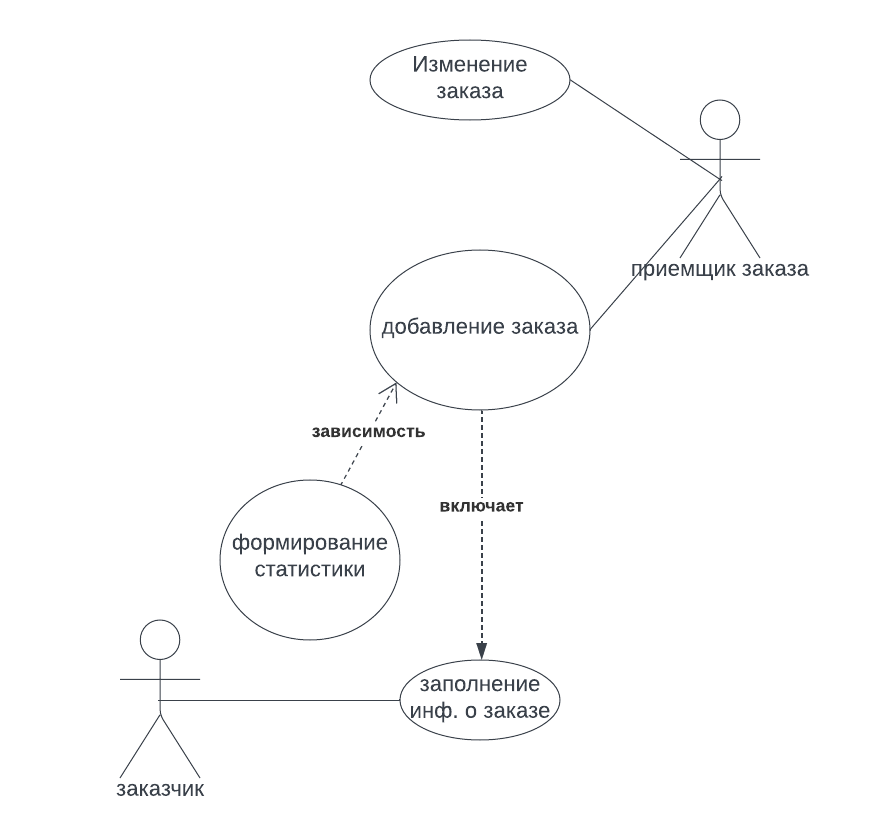 Изменение
заказа
приемщик заказа
добавление заказа
зависимость
включает
формирование
статистики
заполнение
инф. о заказе
заказчик